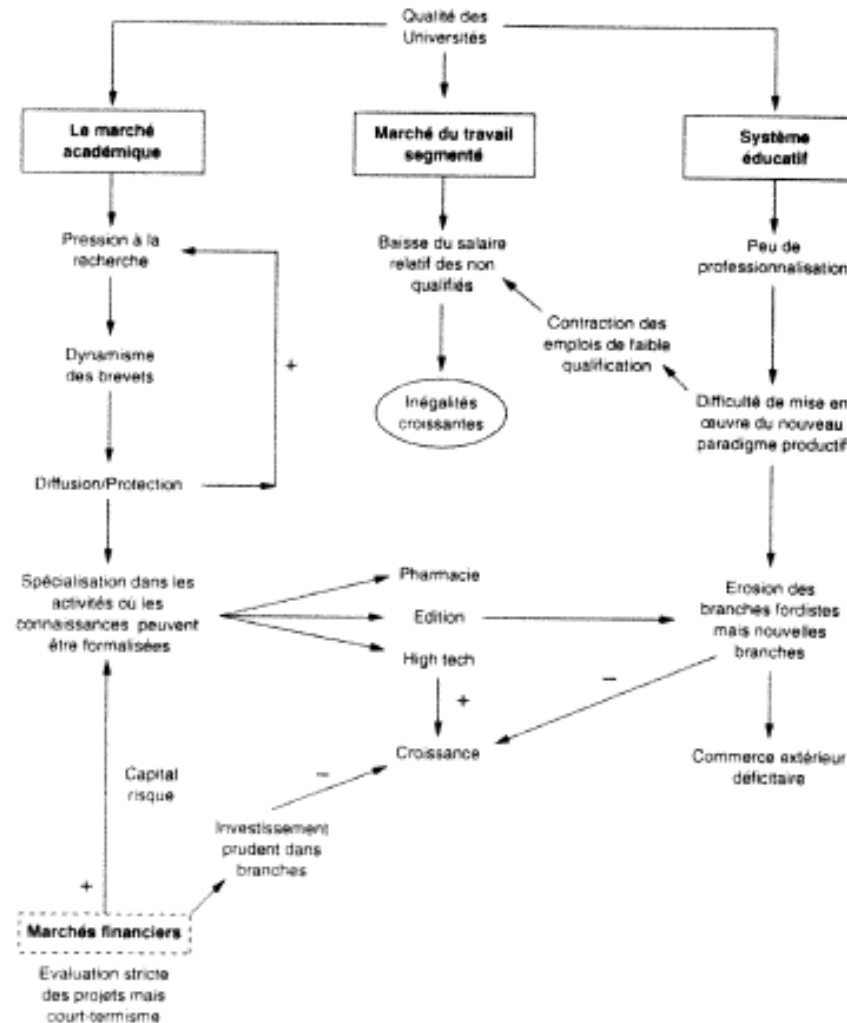 Qualité des
Universités
Le marché
académique
Marché du travail
segmenté
Système
éducatif
Pression à la
recherche
Baisse du salaire
relatif des non
qualifiés
Peu de
professionnalisation
Contraction des
emplois de faible
qualification
Dynamisme
des brevets
+
Inégalités
croissantes
Difficulté de mise en
œuvre du nouveau
paradigme productif
Diffusion/Protection
Spécialisation dans les
activités où les
connaissances peuvent
être formalisées
Pharmacie
Edition
High tech
Erosion des
branches fordistes
mais nouvelles
branches
+
–
Croissance
Commerce extérieur
déficitaire
Capital
risque
–
Investissement
prudent dans
branches
+
Marchés financiers
Evaluation stricte
des projets mais
court-termisme